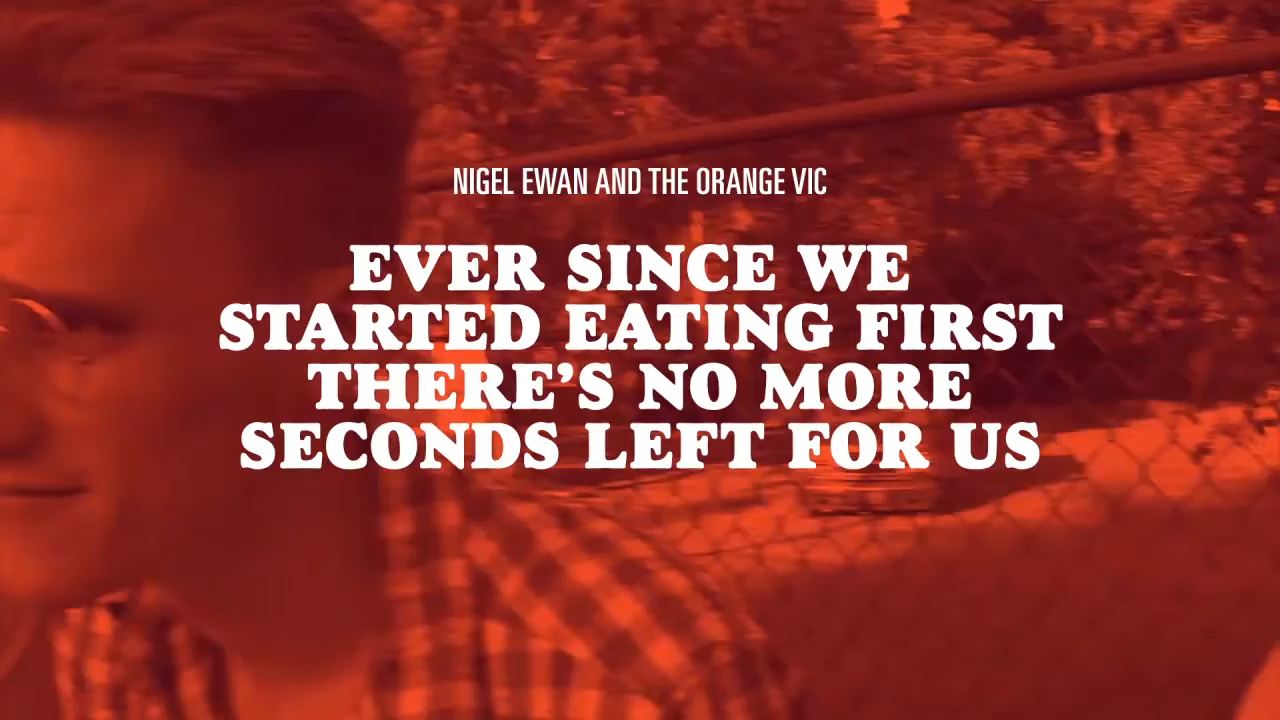 NIGEL EWAN AND THE ORANGE VIC
EVER SINCE WE
STARTED EATING FIRST
THERE’S NO MORE
SECONDS LEFT FOR US